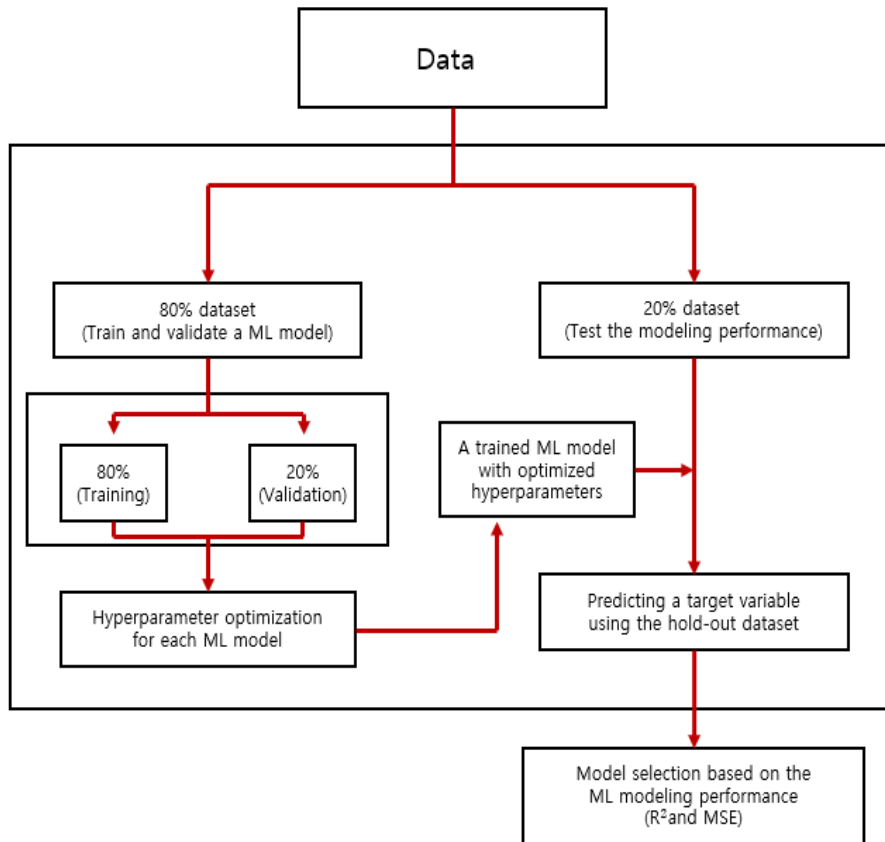 Data
80% dataset
(Train and validate a ML model)
20% dataset
(Test the modeling performance)
80%
(Training)
20%
(Validation)
A trained ML model
with optimized
hyperparameters
Hyperparameter optimization
for each ML model
Predicting a target variable
using the hold-out dataset
Model selection based on the
ML modeling performance
(R²and MSE)